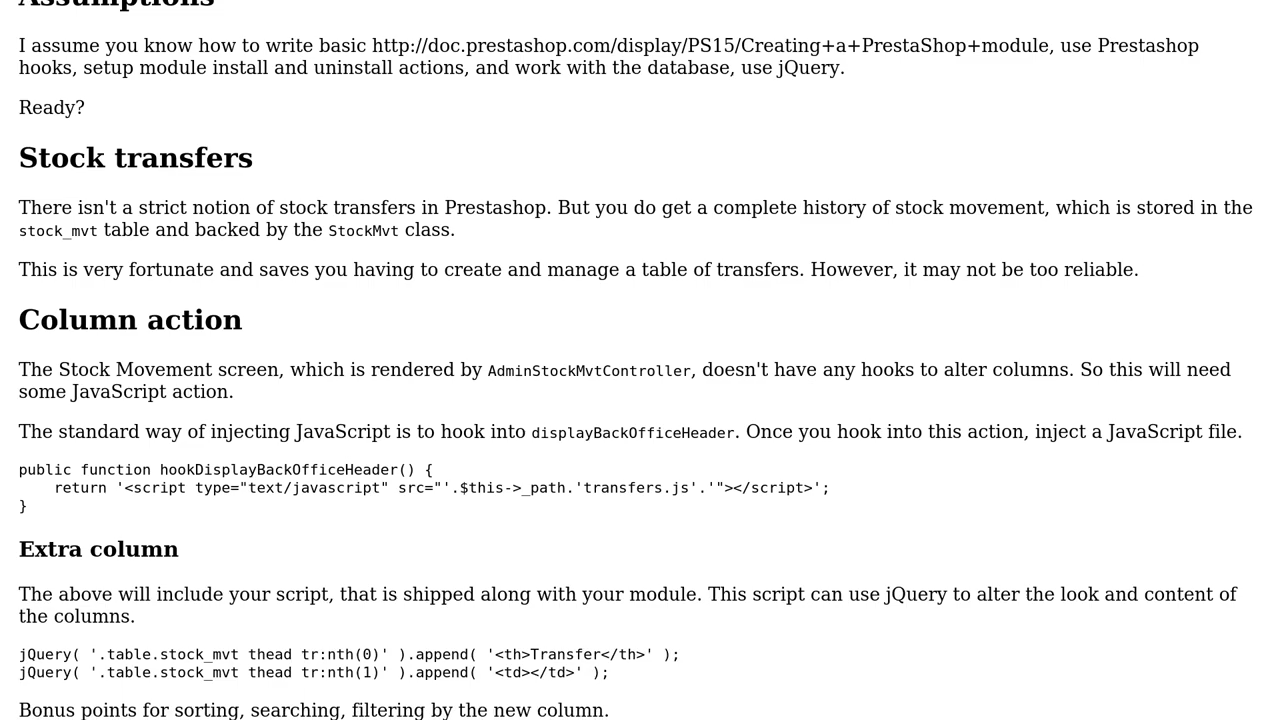 Assumptions
I assume you know how to write basic http://doc.prestashop.com/display/PS15/Creating+a+PrestaShop+module, use Prestashop
hooks, setup module install and uninstall actions, and work with the database, use jQuery.
Ready?
Stock transfers
There isn't a strict notion of stock transfers in Prestashop. But you do get a complete history of stock movement, which is stored in the
stock_mvt table and backed by the StockMvt class.
This is very fortunate and saves you having to create and manage a table of transfers. However, it may not be too reliable.
Column action
The Stock Movement screen, which is rendered by AdminStockMvtController, doesn't have any hooks to alter columns. So this will need
some JavaScript action.
The standard way of injecting JavaScript is to hook into displayBackOfficeHeader. Once you hook into this action, inject a JavaScript file.
public function hookDisplayBackOfficeHeader() {
    return '<script type="text/javascript" src="'.$this->_path.'transfers.js'.'"></script>';
}
Extra column
The above will include your script, that is shipped along with your module. This script can use jQuery to alter the look and content of
the columns.
jQuery( '.table.stock_mvt thead tr:nth(0)' ).append( '<th>Transfer</th>' );
jQuery( '.table.stock_mvt thead tr:nth(1)' ).append( '<td></td>' );
Bonus points for sorting, searching, filtering by the new column.